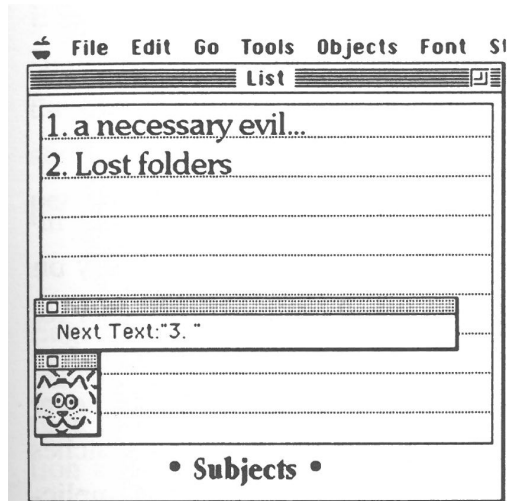 File Edit Go Tools Objects Font
List
1. a necessary evil...
2. Lost folders
Next Text:"3. "
• Subjects •